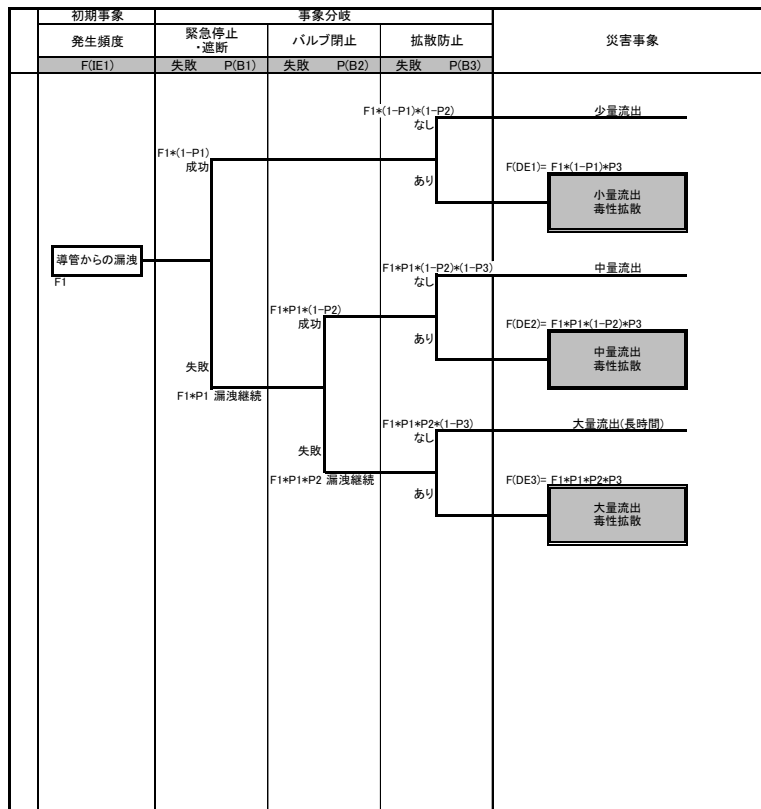 初期事象
事象分岐
発生頻度
緊急停止
・遮断
バルブ閉止
拡散防止
災害事象
F(IE1)
失敗 P(B1)
失敗 P(B2)
失敗 P(B3)
F1*(1-P1)*(1-P2)
なし
少量流出
F1*(1-P1)
成功
あり
F(DE1)= F1*(1-P1)*P3
小量流出
毒性拡散
導管からの漏洩
F1
F1*P1*(1-P2)*(1-P3)
なし
中量流出
F1*P1*(1-P2)
成功
あり
F(DE2)= F1*P1*(1-P2)*P3
中量流出
毒性拡散
失敗
F1*P1 漏洩継続
F1*P1*P2*(1-P3)
なし
大量流出(長時間)
失敗
F1*P1*P2 漏洩継続
あり
F(DE3)= F1*P1*P2*P3
大量流出
毒性拡散